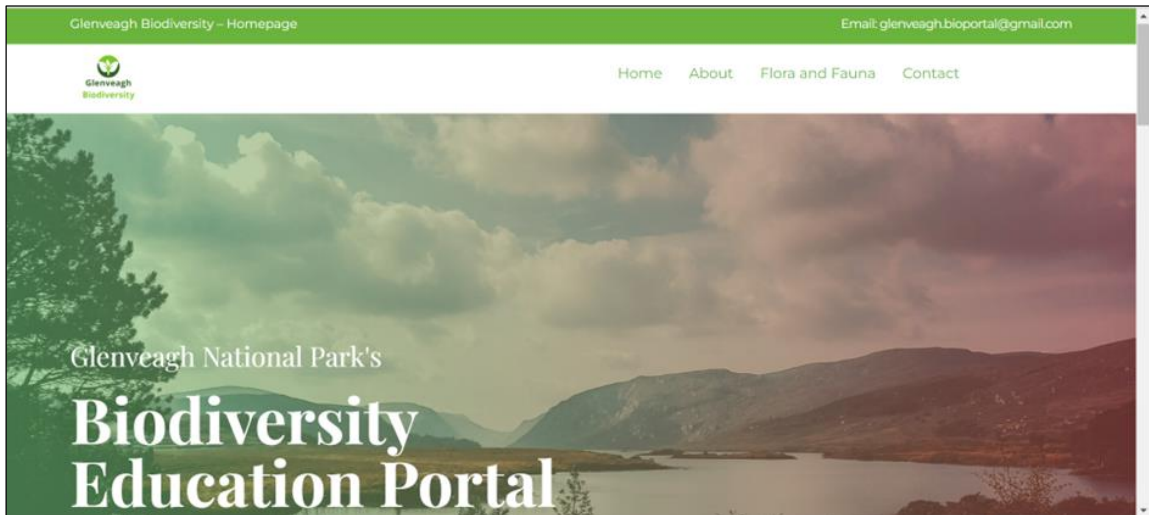 Glenveagh Biodiversity – Homepage
Email: glenveagh.bioportal@gmail.com
Glenveagh
Biodiversity
Home About Flora and Fauna Contact
Glenveagh National Park's
Biodiversity
Education Portal